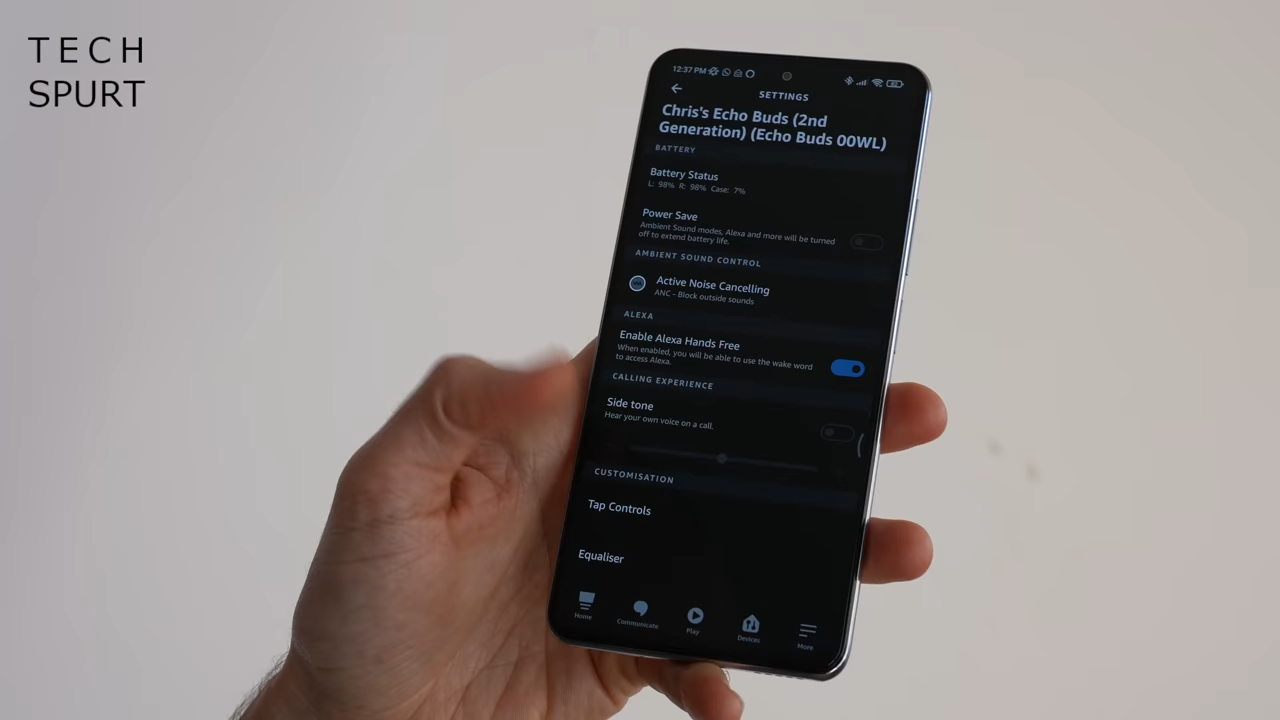 TECH
SPURT
12:37 PM
SETTINGS
Chris's Echo Buds (2nd
Generation) (Echo Buds 00WL)
BATTERY
Battery Status
L: 98% R: 98% Case: 7%
Power Save
Ambient Sound modes, Alexa and more will be turned
off to extend battery life.
AMBIENT SOUND CONTROL
Active Noise Cancelling
ANC - Block outside sounds
ALEXA
Enable Alexa Hands Free
When enabled, you will be able to use the wake word
to access Alexa.
CALLING EXPERIENCE
Side tone
Hear your own voice on a call.
CUSTOMISATION
Tap Controls
Equaliser
Home
Communicate
Play
Devices
More